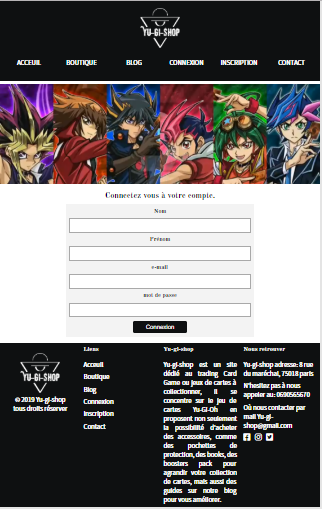 YU-GI-SHOP
ACCEUIL BOUTIQUE BLOG CONNEXION INSCRIPTION CONTACT
Connectez vous à votre compte.
Nom
Prénom
e-mail
mot de passe
Connexion
YU-GI-SHOP
© 2019 Yu-gi-shop
tous droits réserver
Liens
Acceuil
Boutique
Blog
Connexion
Inscription
Contact
Yu-gi-shop
Yu-gi-shop est un site
dédié au trading Card
Game ou jeux de cartes à
collectionner, il se
concentre sur le jeu de
cartes YU-GI-Oh en
proposent non seulement
la possibilité d'acheter
des accessoires, comme
des pochettes de
protection, des books, des
boosters pack pour
agrandir votre collection
de cartes, mais aussi des
guides sur notre blog
pour vous améliorer.
Nous retrouver
Yu-gi-shop adresse: 8 rue
du maréchal, 75018 paris
N'hesitez pas à nous
appeler au: 0690565670
Où nous contacter par
mail Yu-gi-
shop@gmail.com